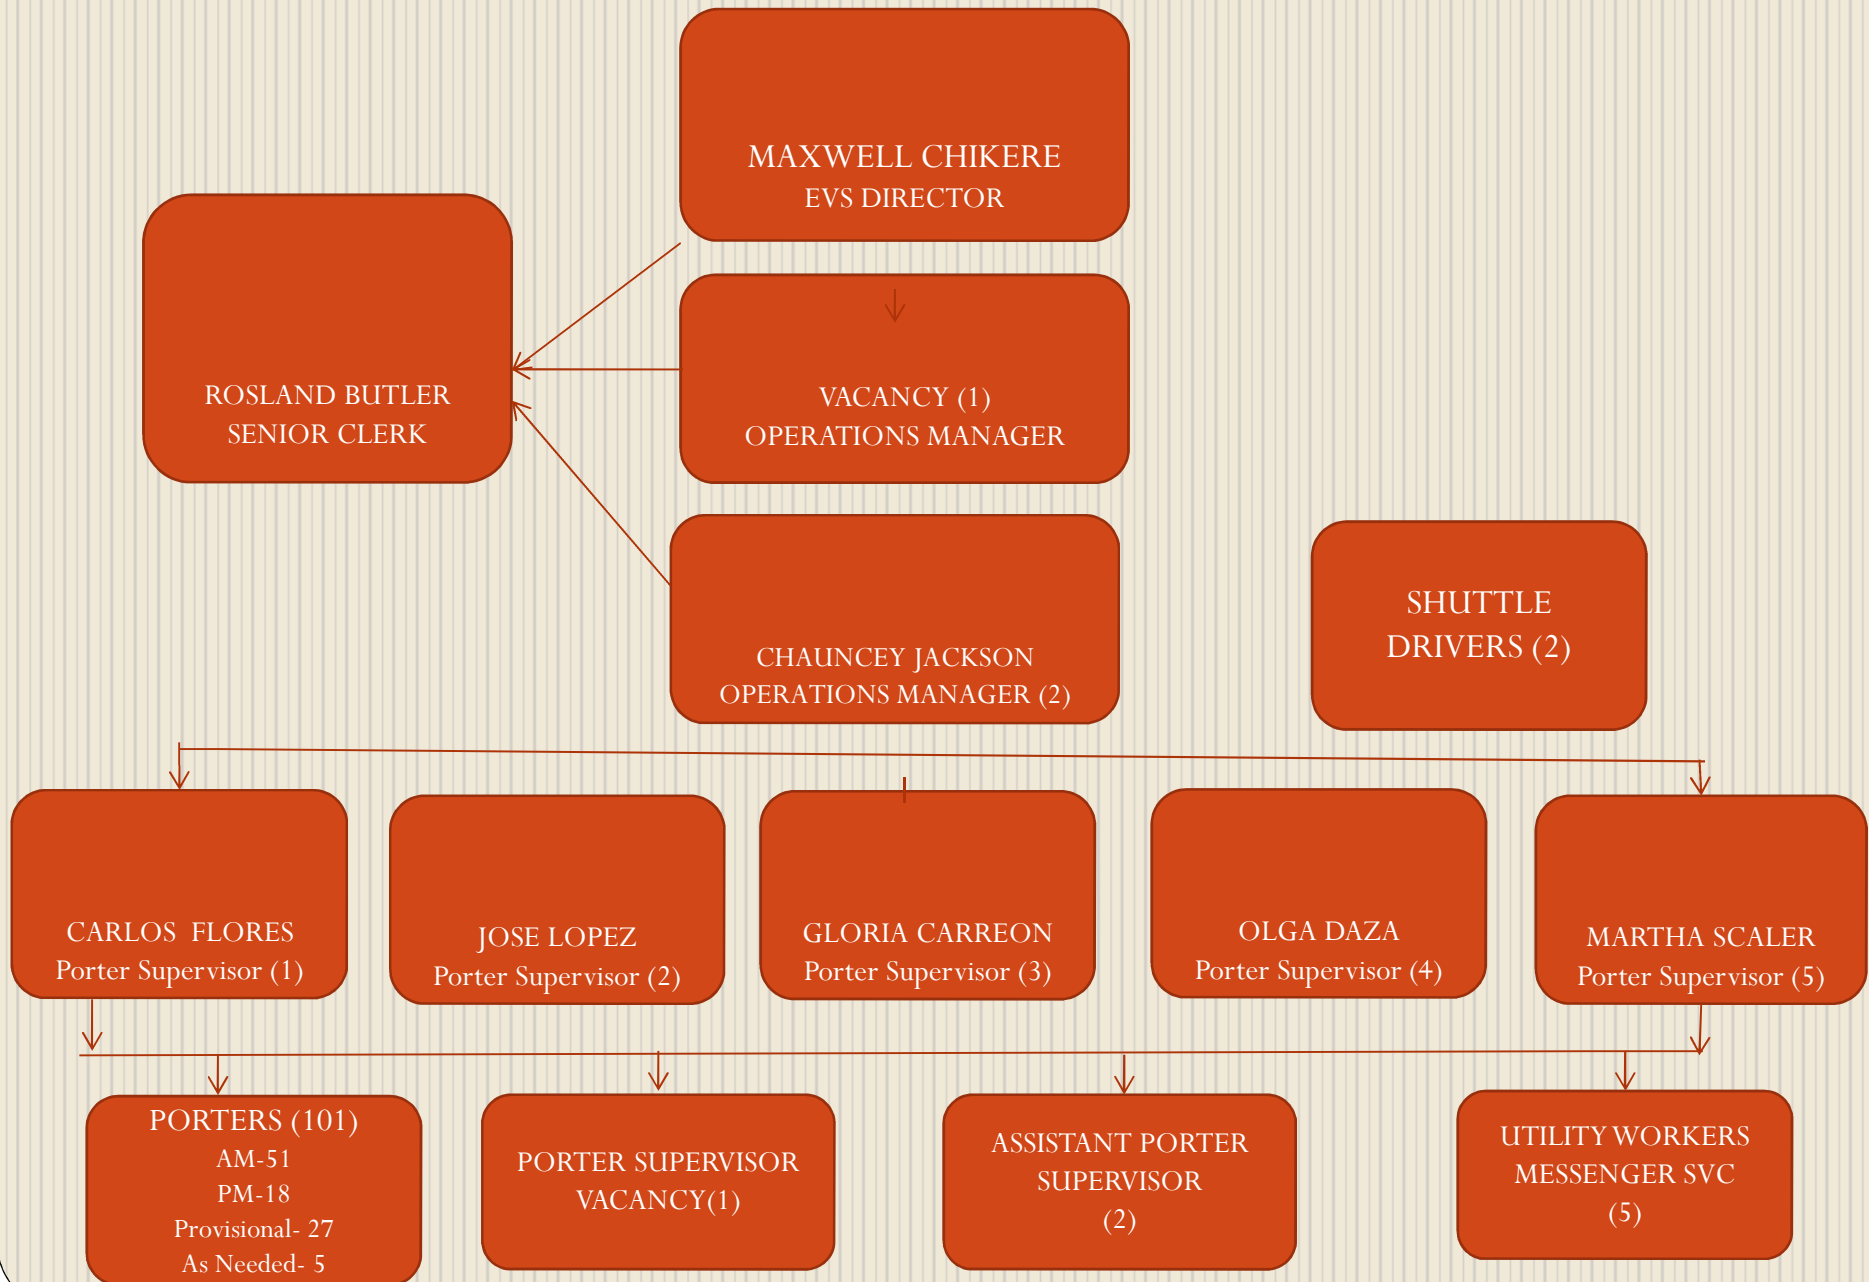 MAXWELL CHIKERE
EVS DIRECTOR
ROSLAND BUTLER
SENIOR CLERK
VACANCY (1)
OPERATIONS MANAGER
CHAUNCEY JACKSON
OPERATIONS MANAGER (2)
SHUTTLE
DRIVERS (2)
CARLOS FLORES
Porter Supervisor (1)
JOSE LOPEZ
Porter Supervisor (2)
GLORIA CARREON
Porter Supervisor (3)
OLGA DAZA
Porter Supervisor (4)
MARTHA SCALER
Porter Supervisor (5)
PORTERS (101)
AM-51
PM-18
Provisional- 27
As Needed- 5
PORTER SUPERVISOR
VACANCY(1)
ASSISTANT PORTER
SUPERVISOR
(2)
UTILITY WORKERS
MESSENGER SVC
(5)